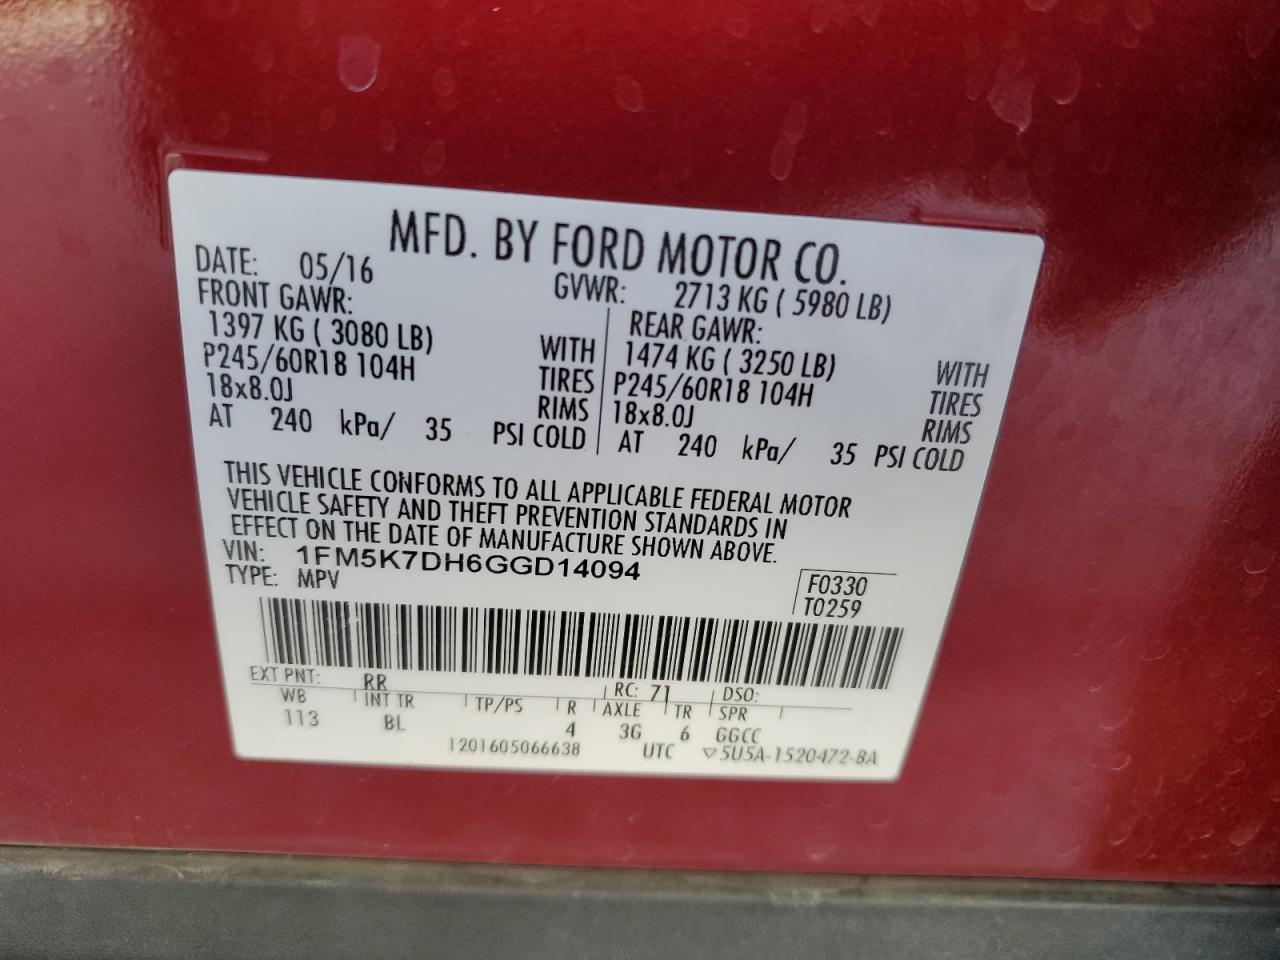 MFD. BY FORD MOTOR CO.
DATE: 05/16 GVWR: 2713 KG ( 5980 LB)
FRONT GAWR: REAR GAWR:
1397 KG ( 3080 LB) WITH 1474 KG ( 3250 LB) WITH
P245/60R18 104H TIRES P245/60R18 104H TIRES
18x8.0J RIMS 18x8.0J RIMS
AT 240 kPa/ 35 PSI COLD AT 240 kPa/ 35 PSI COLD
THIS VEHICLE CONFORMS TO ALL APPLICABLE FEDERAL MOTOR
VEHICLE SAFETY AND THEFT PREVENTION STANDARDS IN
EFFECT ON THE DATE OF MANUFACTURE SHOWN ABOVE.
VIN: 1FM5K7DH6GGD14094
TYPE: MPV F0330
T0259
EXT PNT: RR RC: 71 DSO:
WB INT TR TP/PS R AXLE TR SPR
113 BL 4 3G 6 GGCC
1201605066638 UTC ▽5U5A-1520472-BA